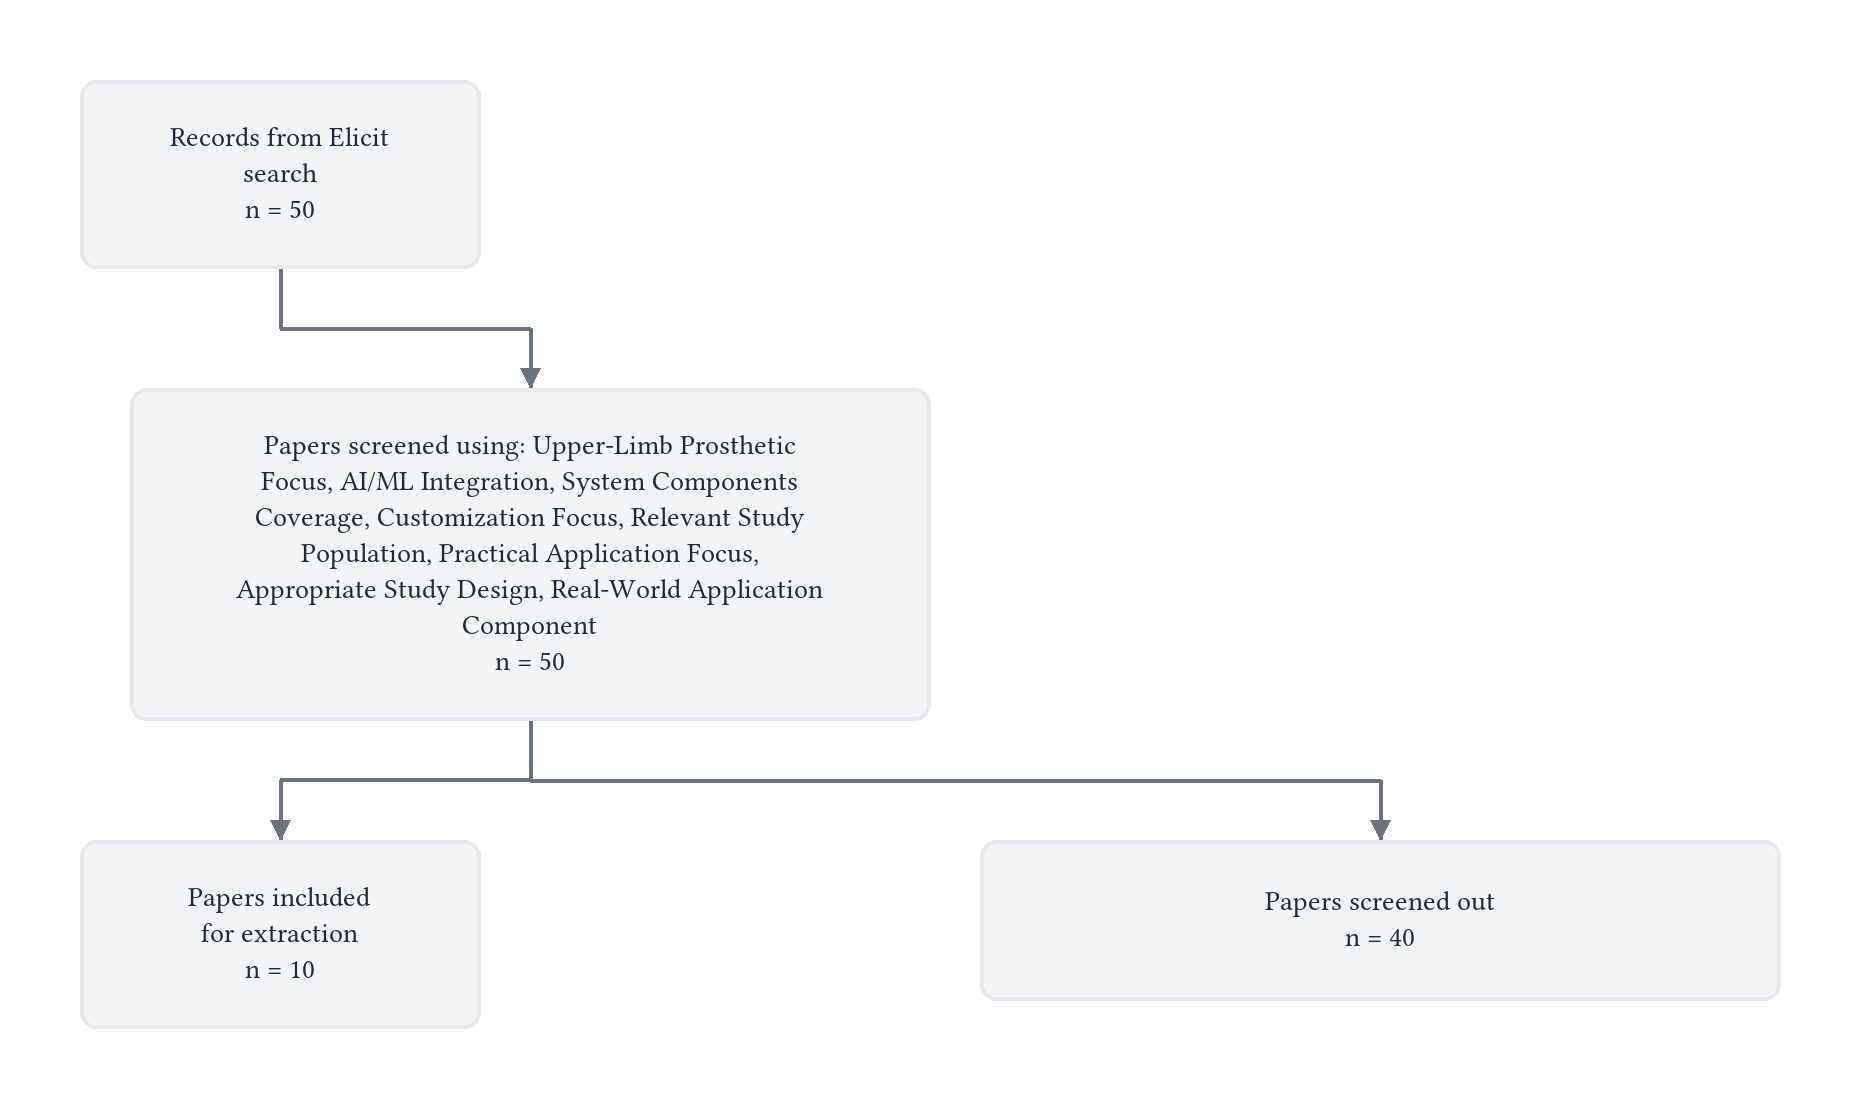 Records from Elicit
search
n = 50
Papers screened using: Upper-Limb Prosthetic
Focus, AI/ML Integration, System Components
Coverage, Customization Focus, Relevant Study
Population, Practical Application Focus,
Appropriate Study Design, Real-World Application
Component
n = 50
Papers included
for extraction
n = 10
Papers screened out
n = 40